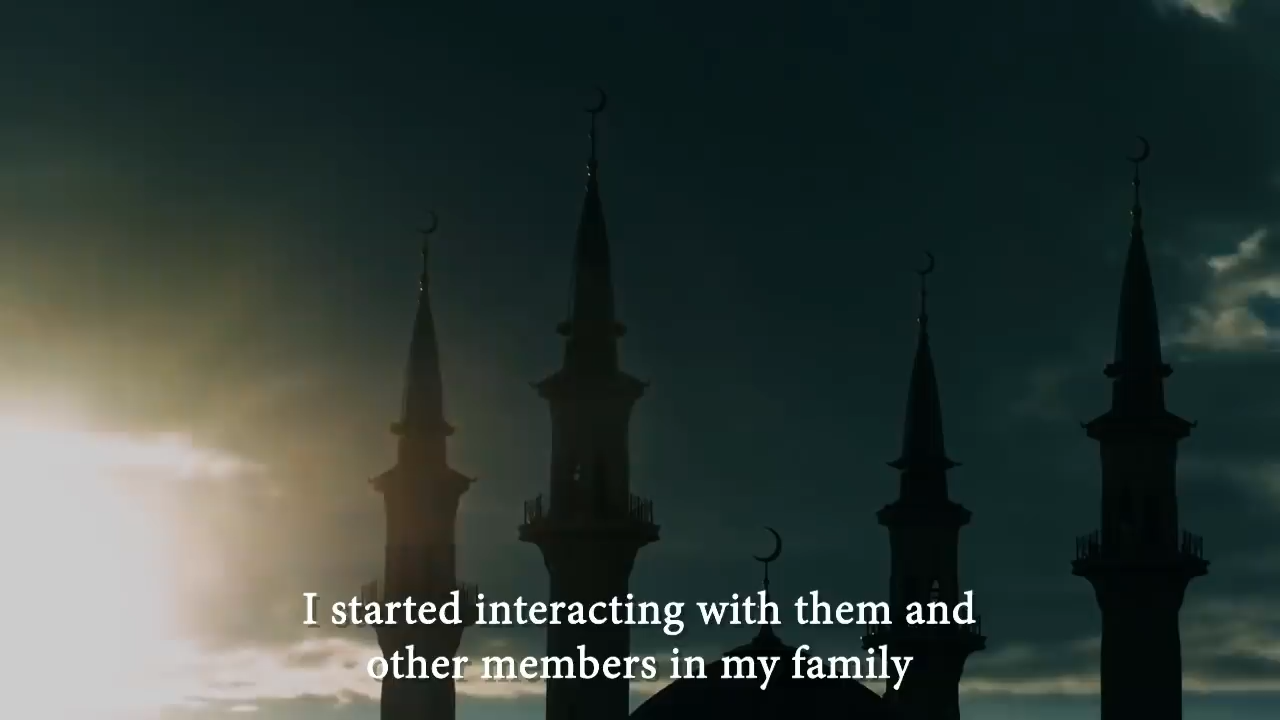 I started interacting with them and
other members in my family